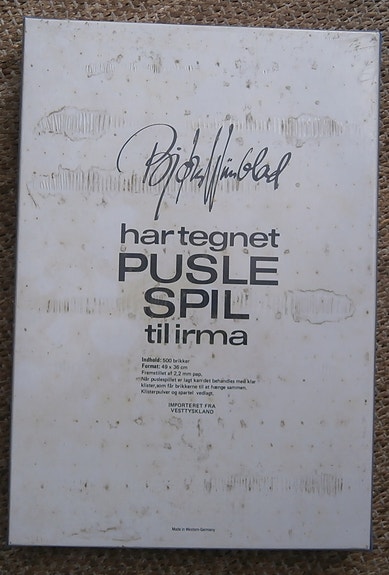 Bjørn Wiinblad
har tegnet
PUSLE
SPIL
til irma
Indhold: 500 brikker
Format: 49 x 36 cm
Fremstillet af 2,2 mm pap.
Når puslespillet er lagt kan det behandles med klar
klister, som får brikkerne til at hænge sammen.
Klisterpulver og spartel vedlagt.
IMPORTERET FRA
VESTTYSKLAND
Made in Western-Germany